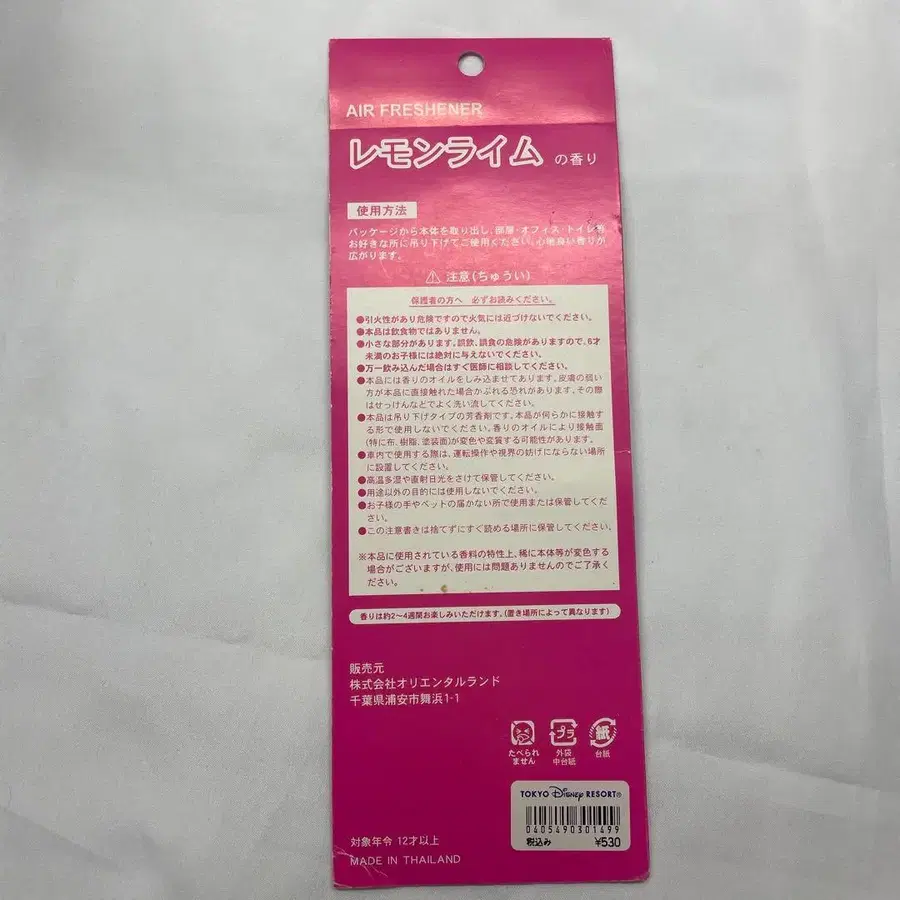 AIR FRESHENER
レモンライム の香り
使用方法
パッケージから本体を取り出し、部屋・オフィス・トイレ等
お好きな所に吊り下げてご使用ください。心地良い香りが
広がります。
⚠ 注意(ちゅうい)
保護者の方へ 必ずお読みください。
●引火性があり危険ですので火気には近づけないでください。
●本品は飲食物ではありません。
●小さな部分があります。誤飲、誤食の危険がありますので、6才
未満のお子様には絶対に与えないでください。
●万一飲み込んだ場合はすぐ医師に相談してください。
●本品には香りのオイルをしみ込ませてあります。皮膚の弱い
方が本品に直接触れた場合かぶれる恐れがあります。その際
はせっけんなどでよく洗い流してください。
●本品は吊り下げタイプの芳香剤です。本品が何らかに接触す
る形で使用しないでください。香りのオイルにより接触面
(特に布、樹脂、塗装面)が変色や変質する可能性があります。
●車内で使用する際は、運転操作や視界の妨げにならない場所
に設置してください。
●高温多湿や直射日光をさけて保管してください。
●用途以外の目的には使用しないでください。
●お子様の手やペットの届かない所で使用または保管してくだ
さい。
●この注意書きは捨てずにすぐ読める場所に保管してください。
※本品に使用されている香料の特性上、稀に本体等が変色する
場合がございますが、使用には問題ありませんのでご了承く
ださい。
香りは約2〜4週間お楽しみいただけます。(置き場所によって異なります)
販売元
株式会社オリエンタルランド
千葉県浦安市舞浜1-1
たべられ
ません
プラ
外袋
中台紙
紙
台紙
TOKYO Disney RESORT®
0405490301499
税込み ¥530
対象年令 12才以上
MADE IN THAILAND